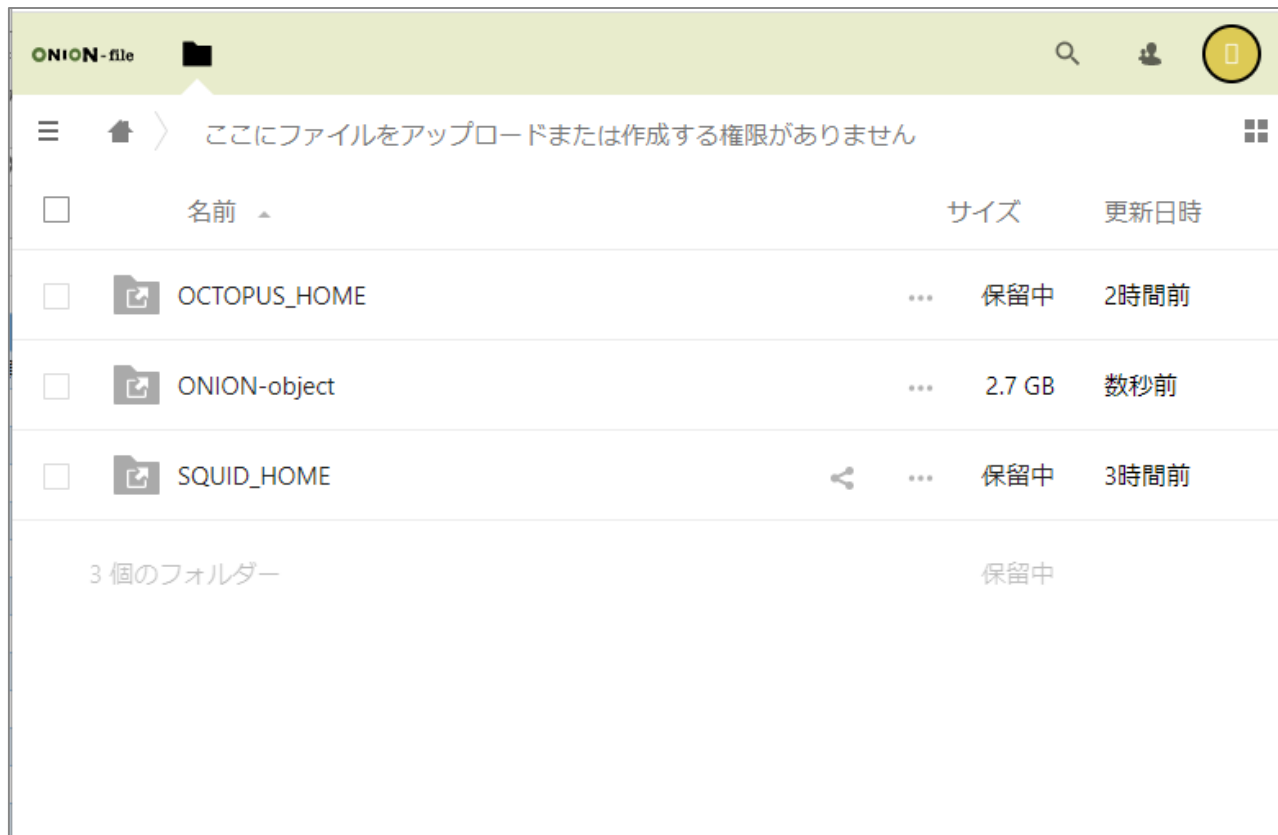 ONION-file
ここにファイルをアップロードまたは作成する権限がありません
名前 サイズ 更新日時
OCTOPUS_HOME ... 保留中 2時間前
ONION-object ... 2.7 GB 数秒前
SQUID_HOME ... 保留中 3時間前
3 個のフォルダー 保留中